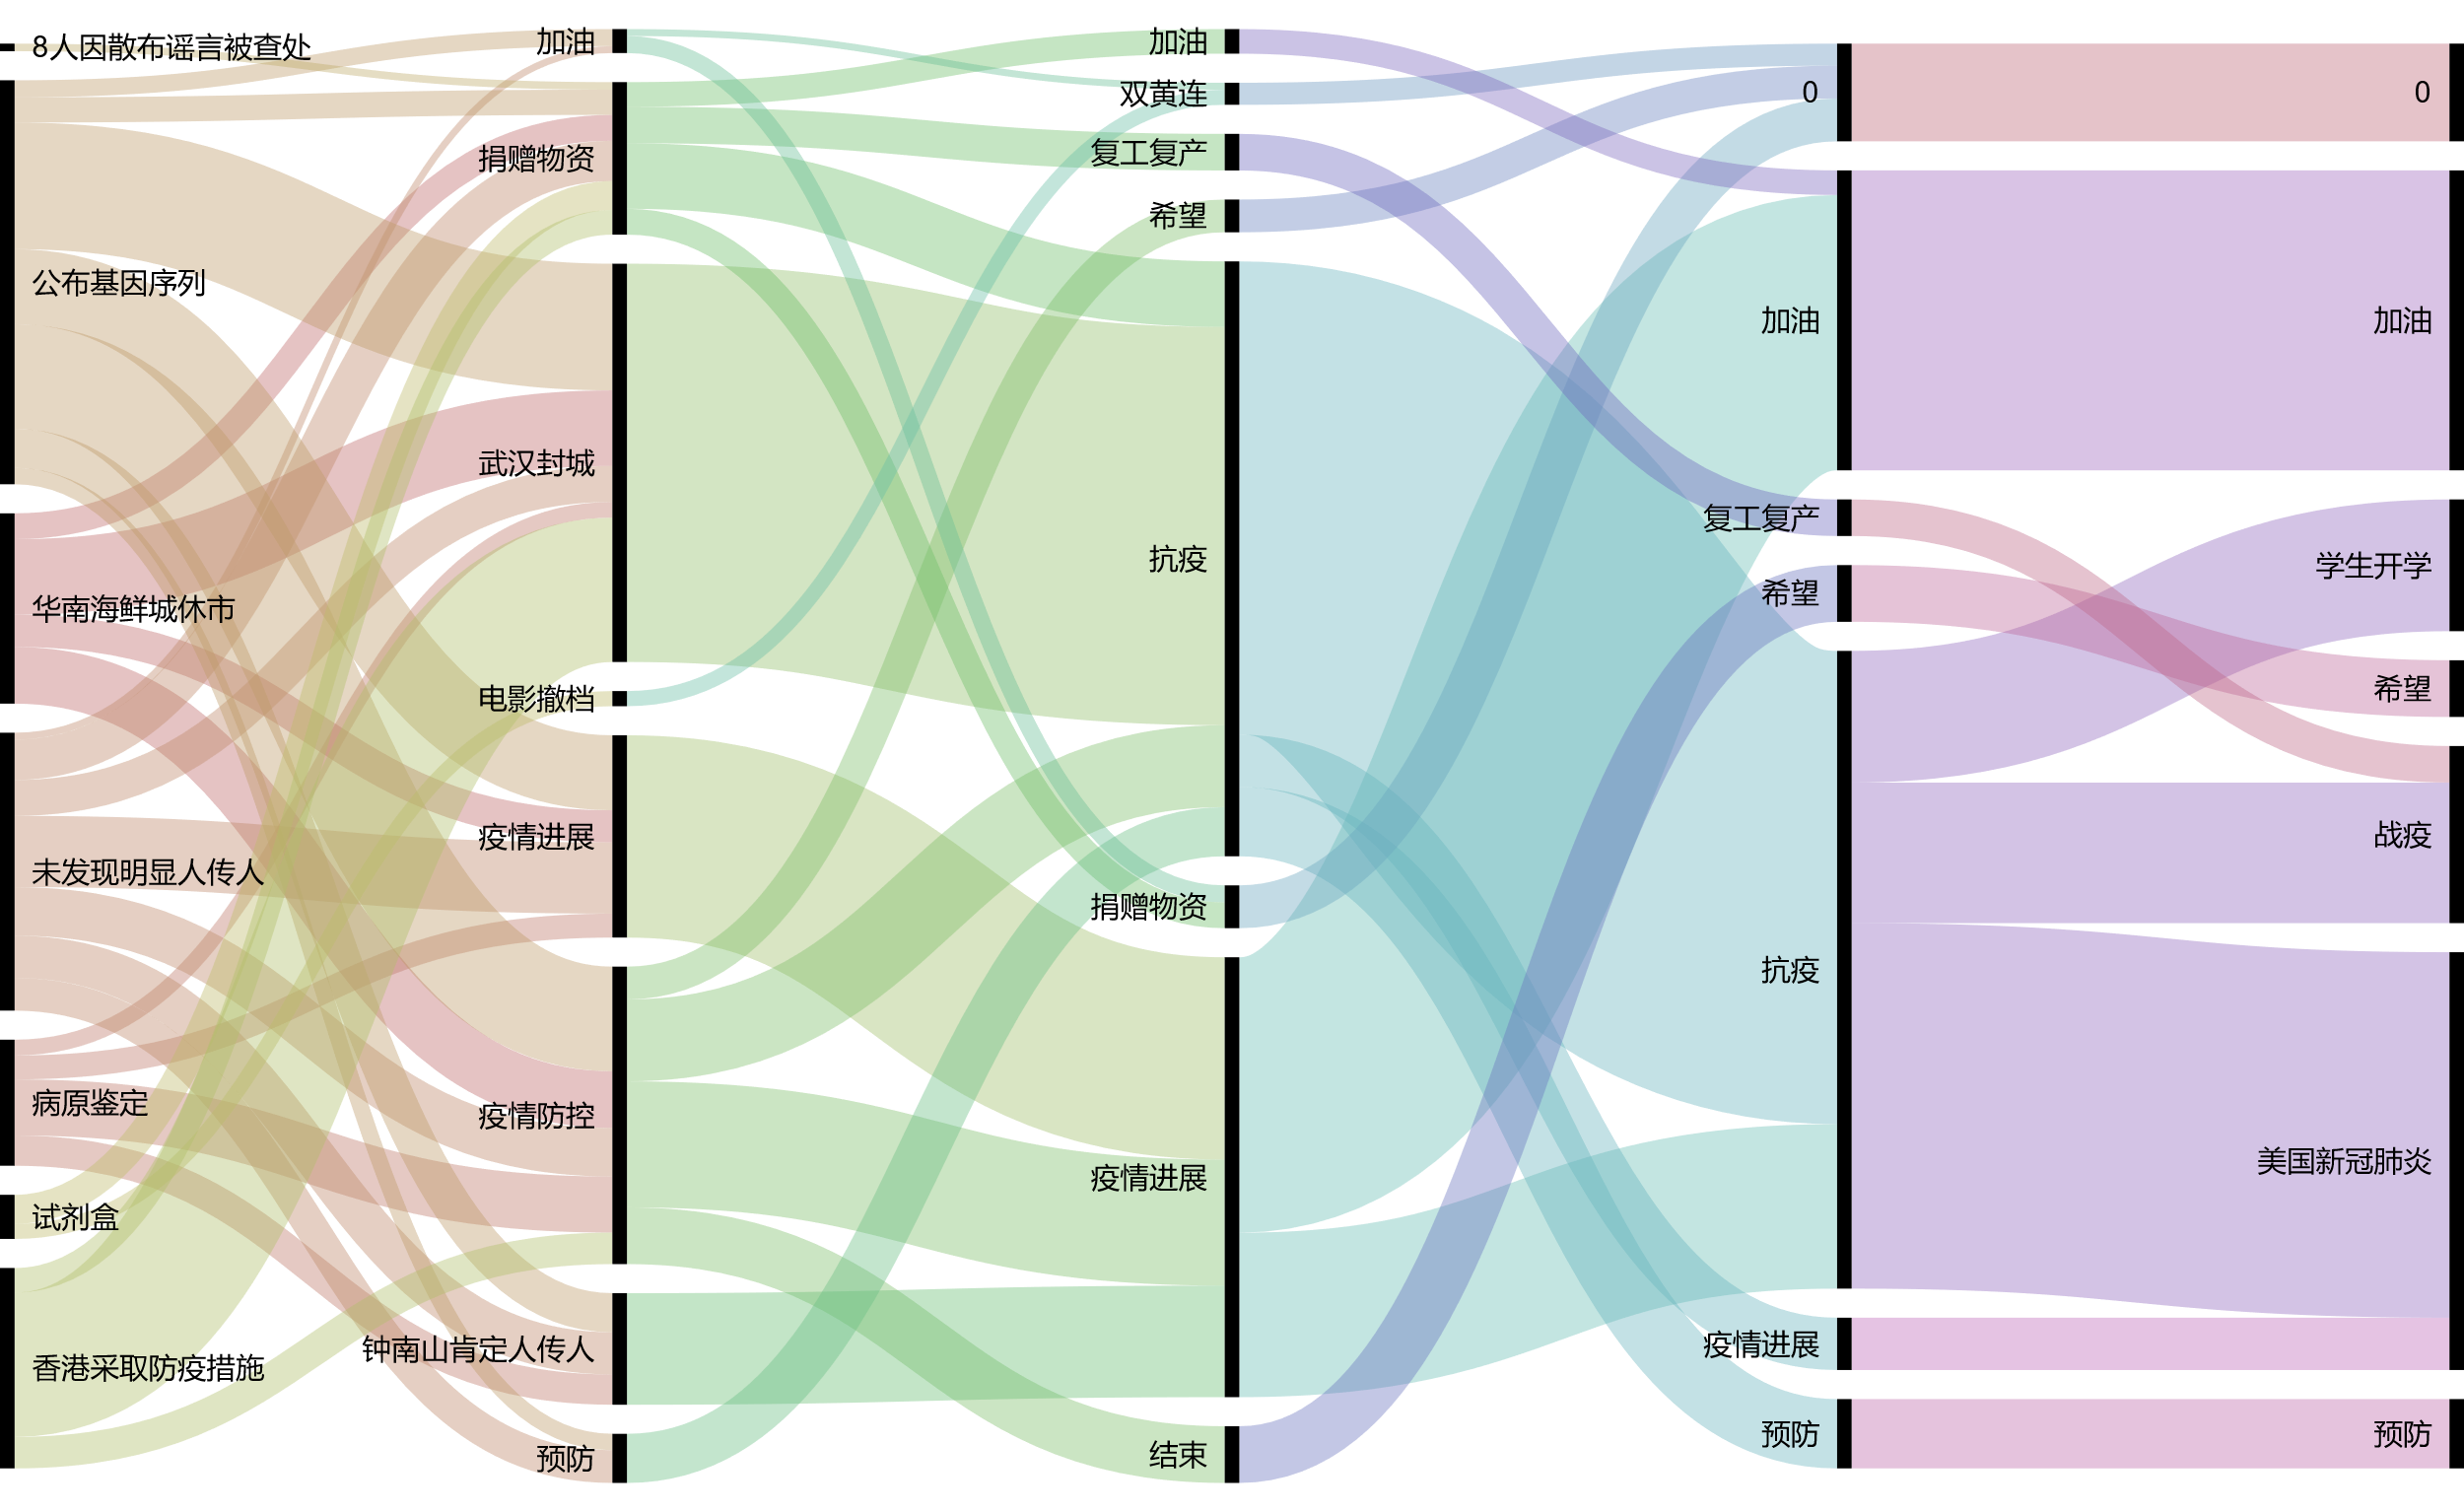 8人因散布谣言被查处
公布基因序列
华南海鲜城休市
未发现明显人传人
病原鉴定
试剂盒
香港采取防疫措施
加油
捐赠物资
武汉封城
电影撤档
疫情进展
疫情防控
钟南山肯定人传人
预防
加油
双黄连
复工复产
希望
抗疫
捐赠物资
疫情进展
结束
0
加油
复工复产
希望
抗疫
疫情进展
预防
0
加油
学生开学
希望
战疫
美国新冠肺炎
预防